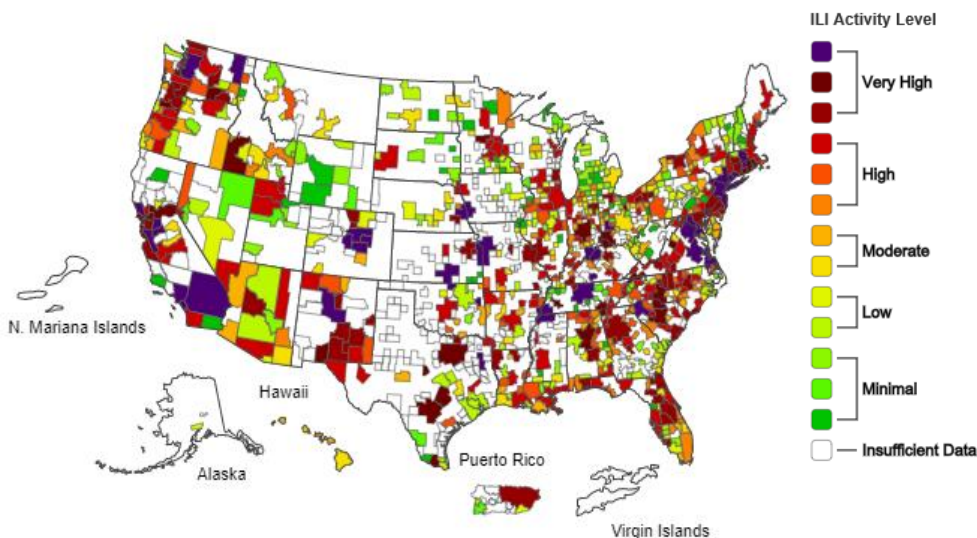 ILI Activity Level
Very High
High
Moderate
Low
Minimal
Insufficient Data
N. Mariana Islands
Hawaii
Alaska
Puerto Rico
Virgin Islands